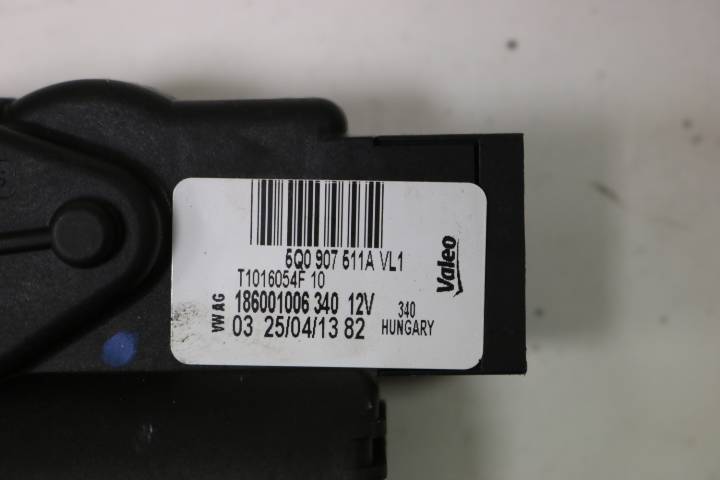 5Q0 907 511A VL1
T1016054F 10
VW AG
186001006 340 12V
03 25/04/13 82
340
HUNGARY
Valeo